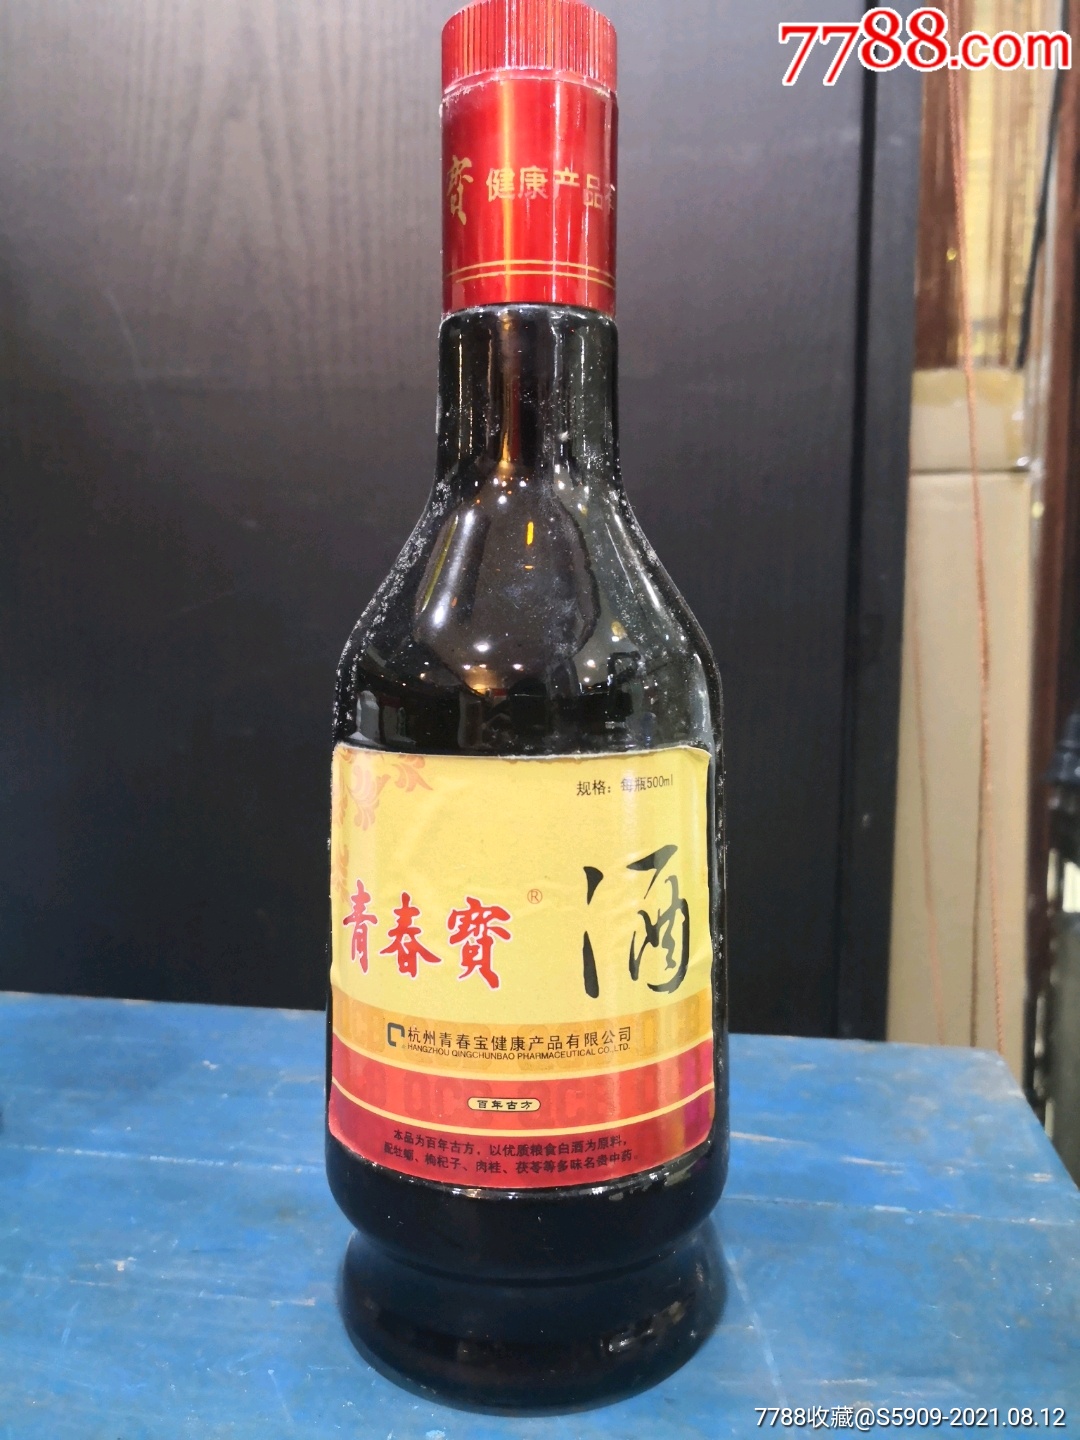 7788.com
寳 健康产品
规格：每瓶500ml
青春寳® 酒
杭州青春宝健康产品有限公司
HANGZHOU QINGCHUNBAO PHARMACEUTICAL CO.,LTD.
百年古方
本品为百年古方，以优质粮食白酒为原料，
配牡蛎、枸杞子、肉桂、茯苓等多味名贵中药。
7788收藏@S5909-2021.08.12